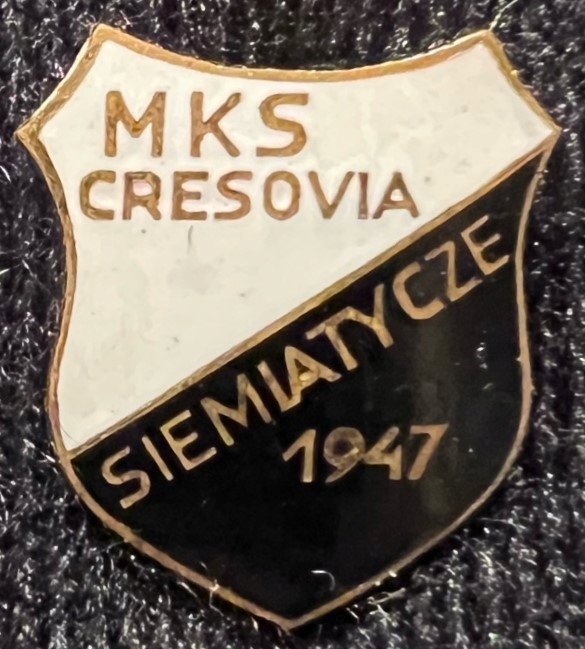 MKS
CRESOVIA
SIEMIATYCZE
1947